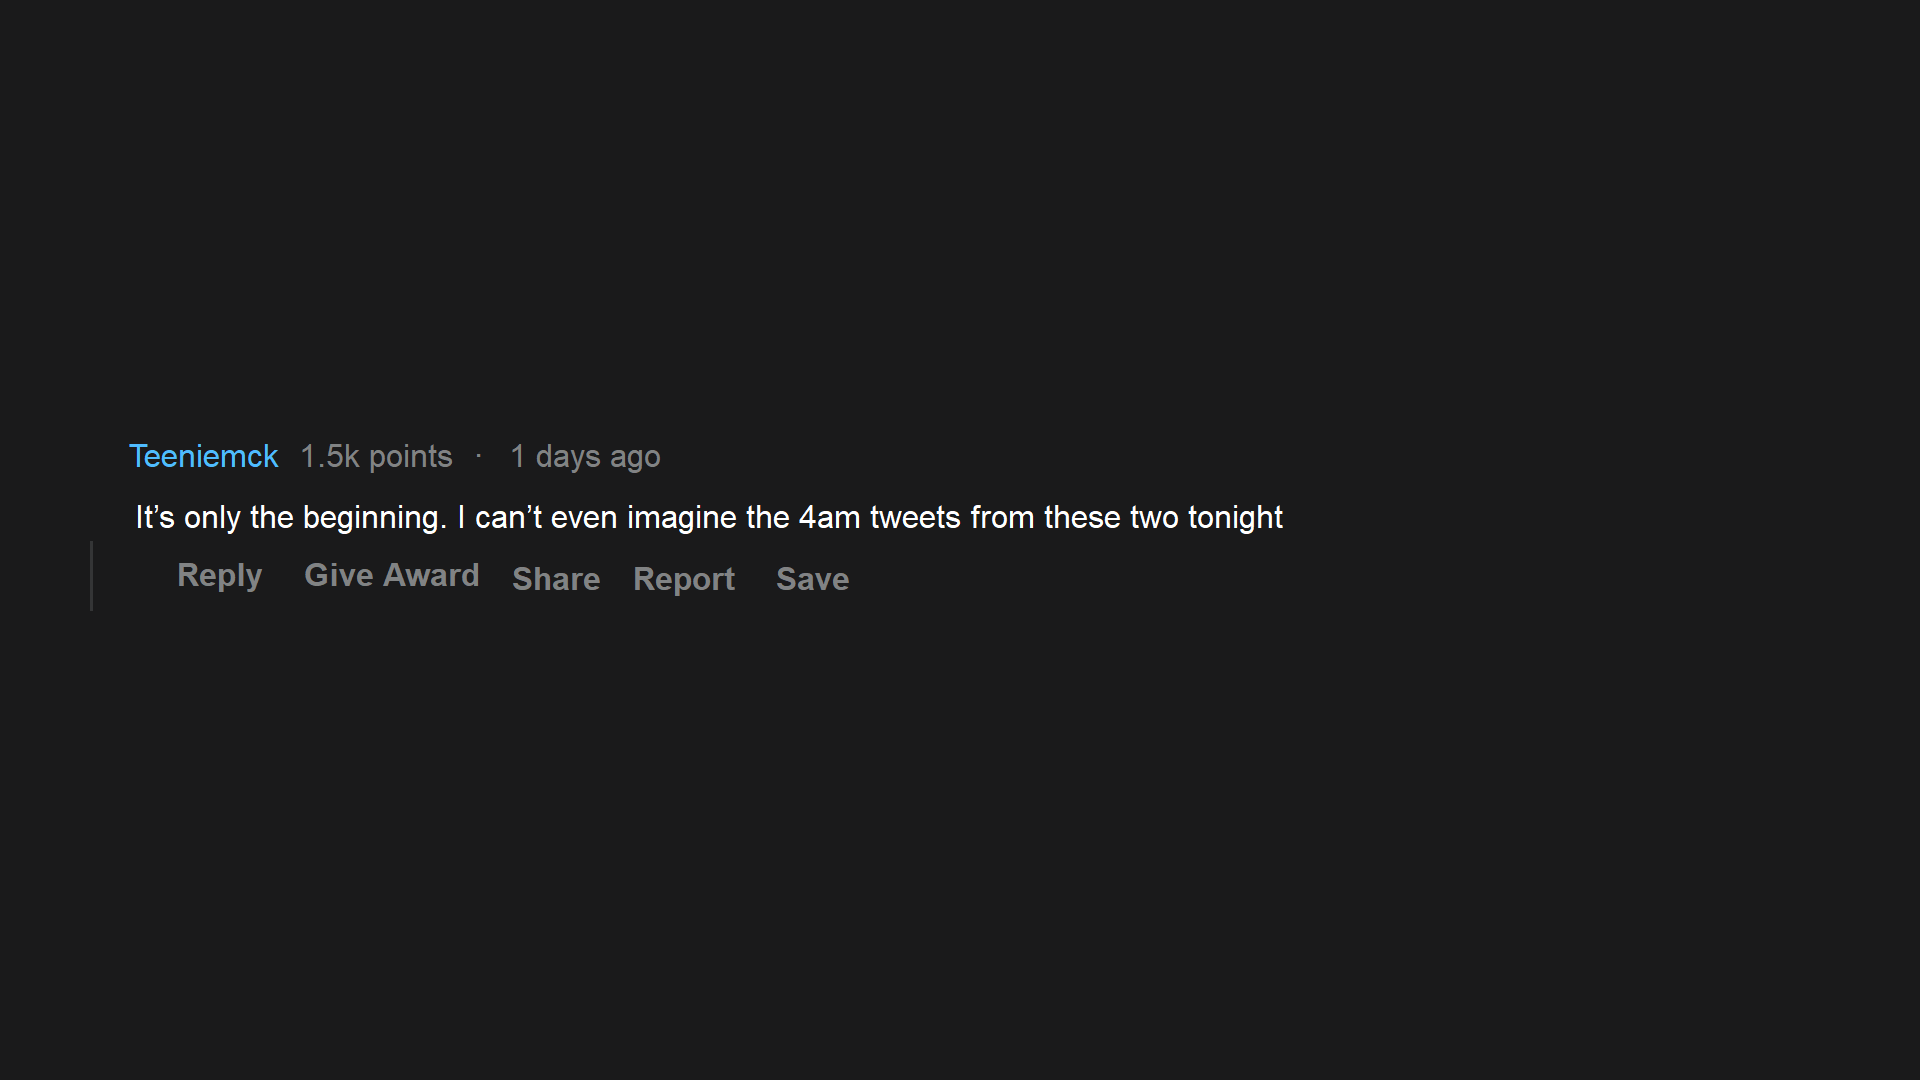 Teeniemck 1.5k points · 1 days ago
It’s only the beginning. I can’t even imagine the 4am tweets from these two tonight
Reply Give Award Share Report Save